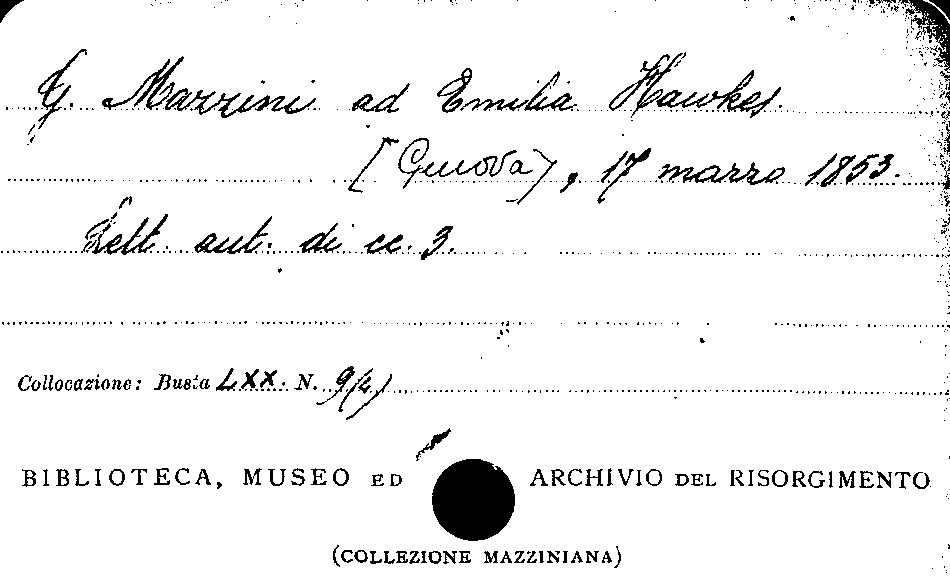 G. Mazzini ad Emilia Hawkes.
[Genova], 17 marzo 1853.
Lett. aut. di cc. 3.
Collocazione: Busta LXX. N. 9(4)
BIBLIOTECA, MUSEO ED ARCHIVIO DEL RISORGIMENTO
(COLLEZIONE MAZZINIANA)